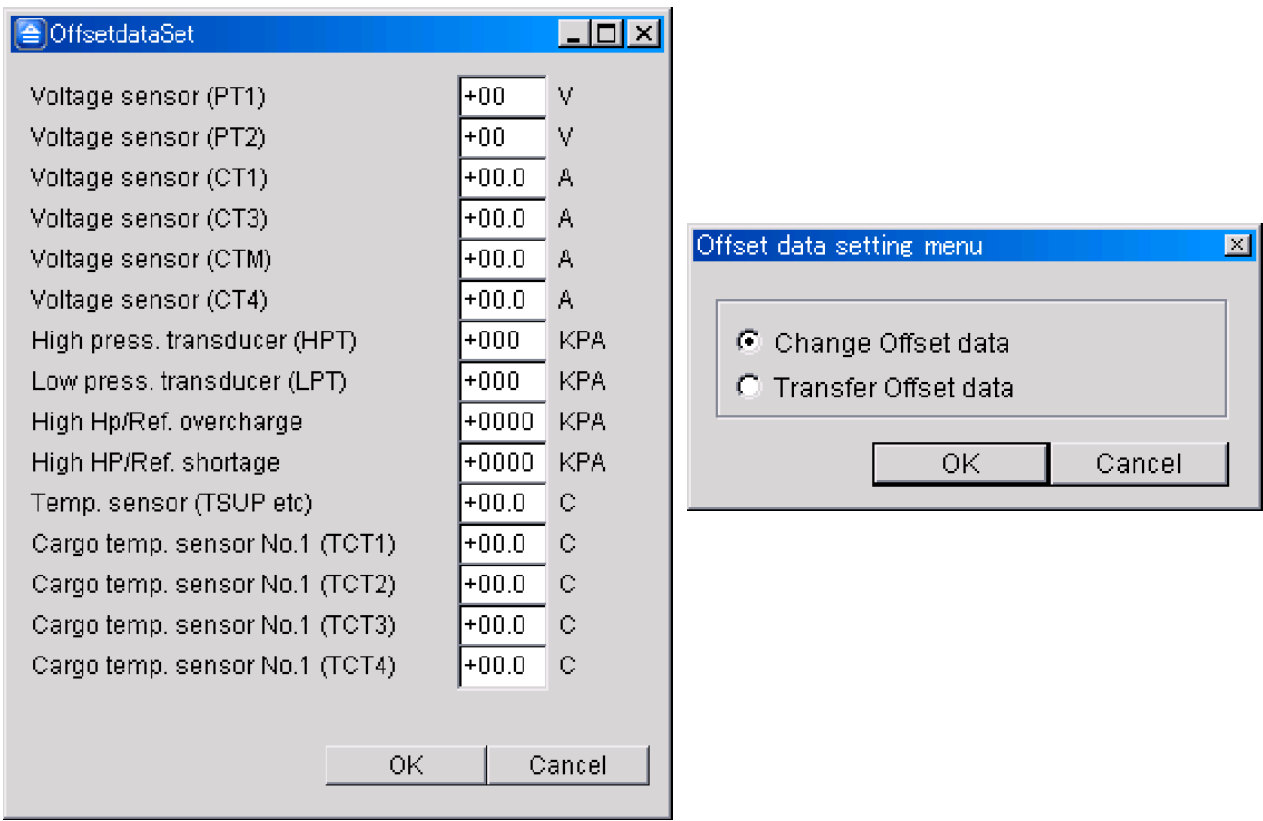 OffsetdataSet
Voltage sensor (PT1) +00 V
Voltage sensor (PT2) +00 V
Voltage sensor (CT1) +00.0 A
Voltage sensor (CT3) +00.0 A
Voltage sensor (CTM) +00.0 A
Voltage sensor (CT4) +00.0 A
High press. transducer (HPT) +000 KPA
Low press. transducer (LPT) +000 KPA
High Hp/Ref. overcharge +0000 KPA
High HP/Ref. shortage +0000 KPA
Temp. sensor (TSUP etc) +00.0 C
Cargo temp. sensor No.1 (TCT1) +00.0 C
Cargo temp. sensor No.1 (TCT2) +00.0 C
Cargo temp. sensor No.1 (TCT3) +00.0 C
Cargo temp. sensor No.1 (TCT4) +00.0 C
OK Cancel
Offset data setting menu
Change Offset data
Transfer Offset data
OK Cancel